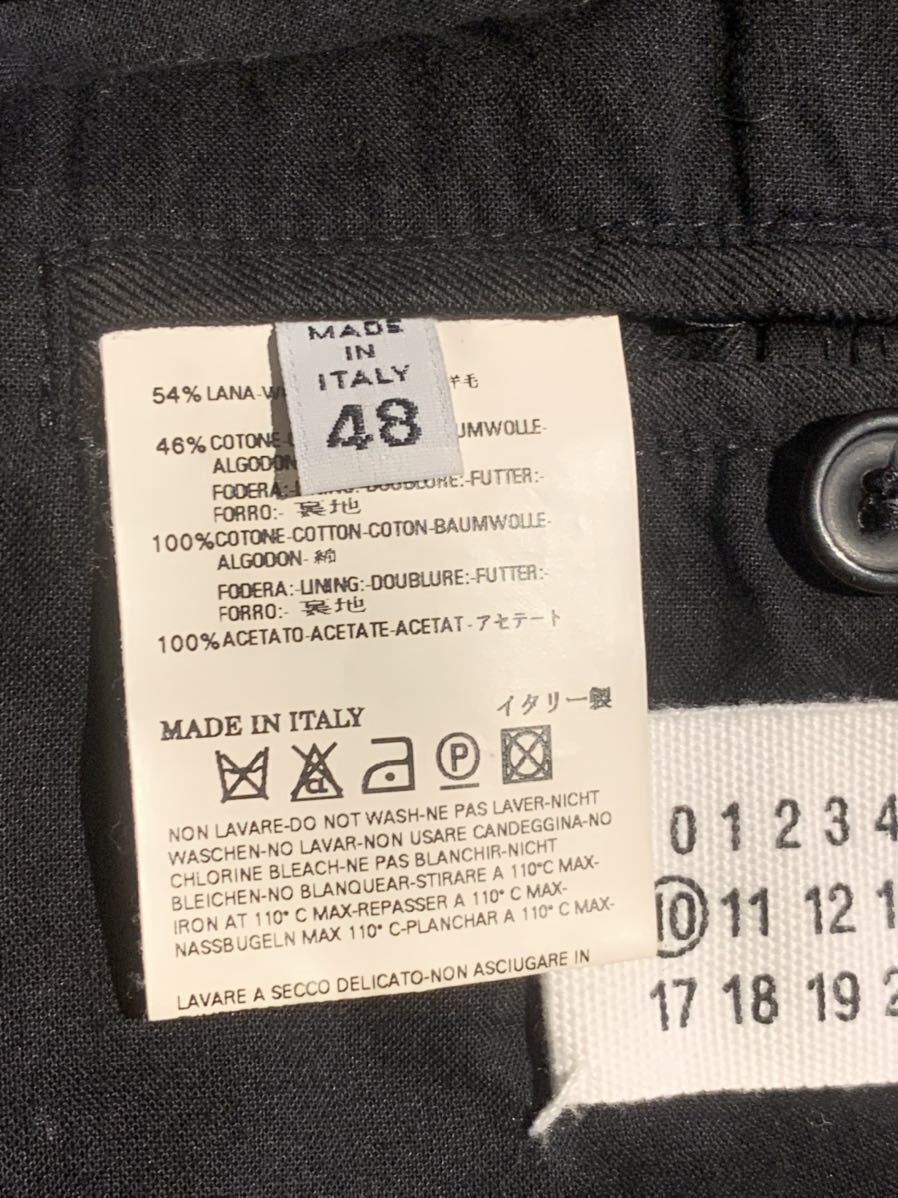 MADE
IN
ITALY
48
54% LANA-W 羊毛
46% COTONE- UMWOLLE-
ALGODON
FODERA:-LINING:-DOUBLURE:-FUTTER:-
FORRO:- 裏地
100%COTONE-COTTON-COTON-BAUMWOLLE-
ALGODON-綿
FODERA:-LINING:-DOUBLURE:-FUTTER:-
FORRO:- 裏地
100%ACETATO-ACETATE-ACETAT-アセテート
MADE IN ITALY イタリー製
P
NON LAVARE-DO NOT WASH-NE PAS LAVER-NICHT
WASCHEN-NO LAVAR-NON USARE CANDEGGINA-NO
CHLORINE BLEACH-NE PAS BLANCHIR-NICHT
BLEICHEN-NO BLANQUEAR-STIRARE A 110°C MAX-
IRON AT 110° C MAX-REPASSER A 110° C MAX-
NASSBUGELN MAX 110° C-PLANCHAR A 110° C MAX-
LAVARE A SECCO DELICATO-NON ASCIUGARE IN
0 1 2 3 4
10 11 12 1
17 18 19 2